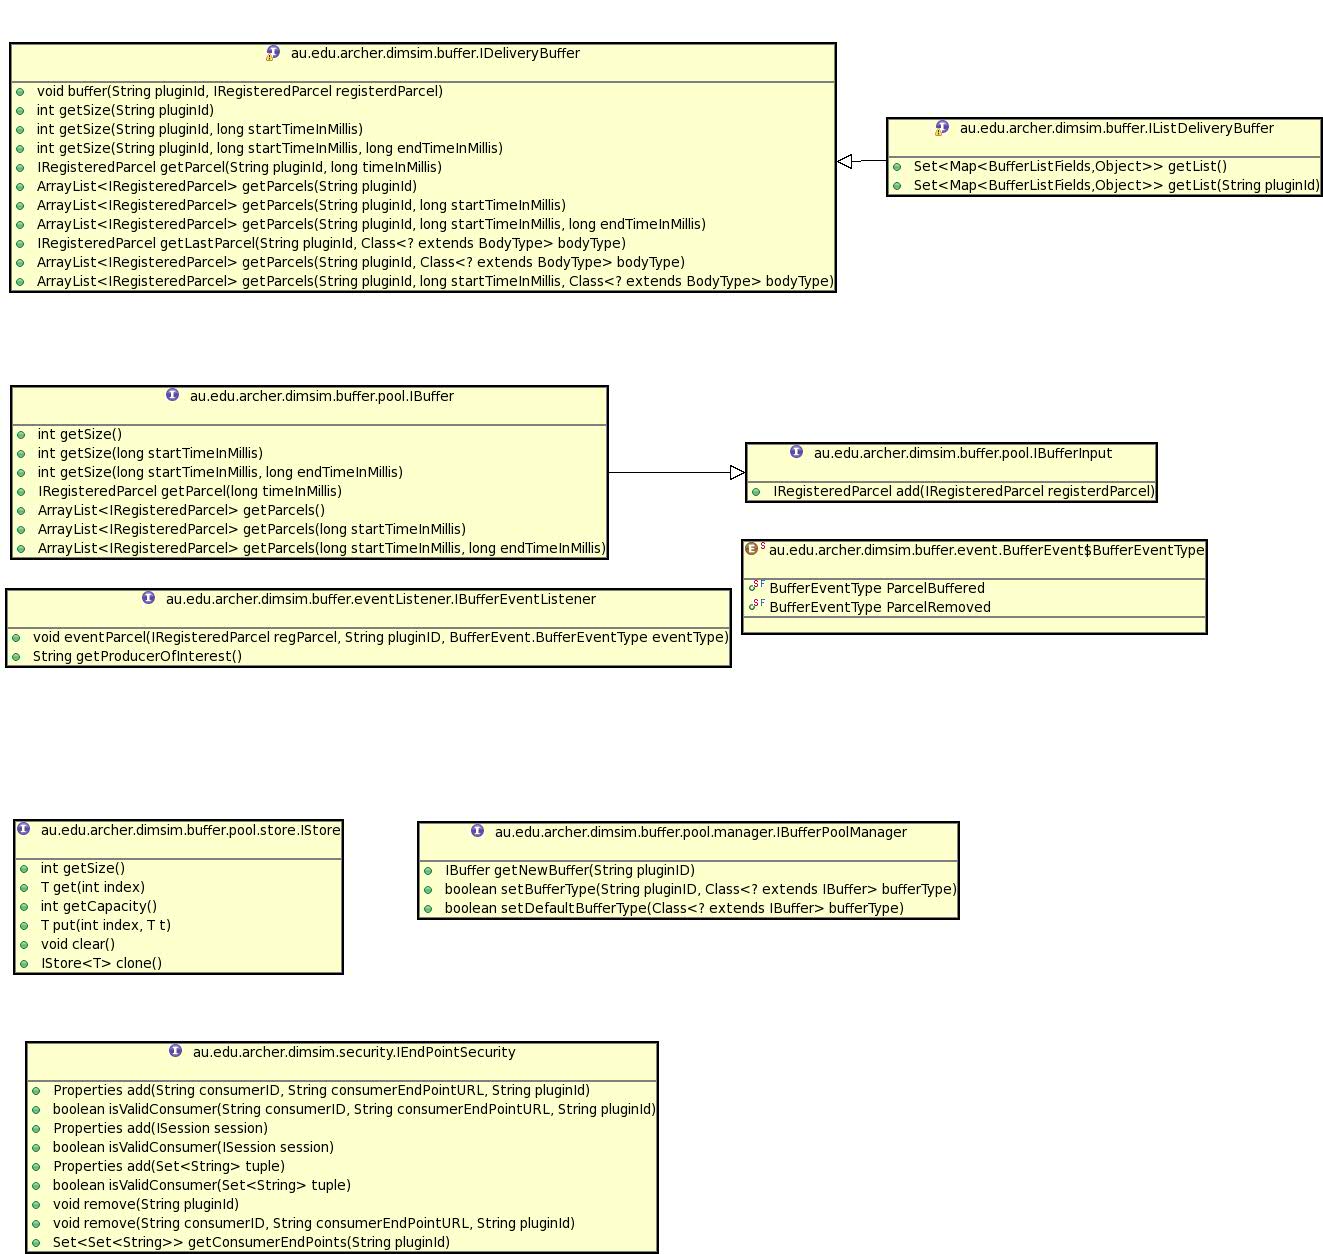 au.edu.archer.dimsim.buffer.IDeliveryBuffer
void buffer(String pluginId, IRegisteredParcel registerdParcel)
int getSize(String pluginId)
int getSize(String pluginId, long startTimeInMillis)
int getSize(String pluginId, long startTimeInMillis, long endTimeInMillis)
IRegisteredParcel getParcel(String pluginId, long timeInMillis)
ArrayList<IRegisteredParcel> getParcels(String pluginId)
ArrayList<IRegisteredParcel> getParcels(String pluginId, long startTimeInMillis)
ArrayList<IRegisteredParcel> getParcels(String pluginId, long startTimeInMillis, long endTimeInMillis)
IRegisteredParcel getLastParcel(String pluginId, Class<? extends BodyType> bodyType)
ArrayList<IRegisteredParcel> getParcels(String pluginId, Class<? extends BodyType> bodyType)
ArrayList<IRegisteredParcel> getParcels(String pluginId, long startTimeInMillis, Class<? extends BodyType> bodyType)
au.edu.archer.dimsim.buffer.IListDeliveryBuffer
Set<Map<BufferListFields,Object>> getList()
Set<Map<BufferListFields,Object>> getList(String pluginId)
au.edu.archer.dimsim.buffer.pool.IBuffer
int getSize()
int getSize(long startTimeInMillis)
int getSize(long startTimeInMillis, long endTimeInMillis)
IRegisteredParcel getParcel(long timeInMillis)
ArrayList<IRegisteredParcel> getParcels()
ArrayList<IRegisteredParcel> getParcels(long startTimeInMillis)
ArrayList<IRegisteredParcel> getParcels(long startTimeInMillis, long endTimeInMillis)
au.edu.archer.dimsim.buffer.pool.IBufferInput
IRegisteredParcel add(IRegisteredParcel registerdParcel)
au.edu.archer.dimsim.buffer.event.BufferEvent$BufferEventType
BufferEventType ParcelBuffered
BufferEventType ParcelRemoved
au.edu.archer.dimsim.buffer.eventListener.IBufferEventListener
void eventParcel(IRegisteredParcel regParcel, String pluginID, BufferEvent.BufferEventType eventType)
String getProducerOfInterest()
au.edu.archer.dimsim.buffer.pool.store.IStore
int getSize()
T get(int index)
int getCapacity()
T put(int index, T t)
void clear()
IStore<T> clone()
au.edu.archer.dimsim.buffer.pool.manager.IBufferPoolManager
IBuffer getNewBuffer(String pluginID)
boolean setBufferType(String pluginID, Class<? extends IBuffer> bufferType)
boolean setDefaultBufferType(Class<? extends IBuffer> bufferType)
au.edu.archer.dimsim.security.IEndPointSecurity
Properties add(String consumerID, String consumerEndPointURL, String pluginId)
boolean isValidConsumer(String consumerID, String consumerEndPointURL, String pluginId)
Properties add(ISession session)
boolean isValidConsumer(ISession session)
Properties add(Set<String> tuple)
boolean isValidConsumer(Set<String> tuple)
void remove(String pluginId)
void remove(String consumerID, String consumerEndPointURL, String pluginId)
Set<Set<String>> getConsumerEndPoints(String pluginId)